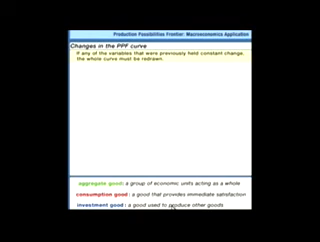 Production Possibilities Frontier: Macroeconomics Application
Changes in the PPF curve
If any of the variables that were previously held constant change,
the whole curve must be redrawn.
aggregate good: a group of economic units acting as a whole
consumption good: a good that provides immediate satisfaction
investment good: a good used to produce other goods